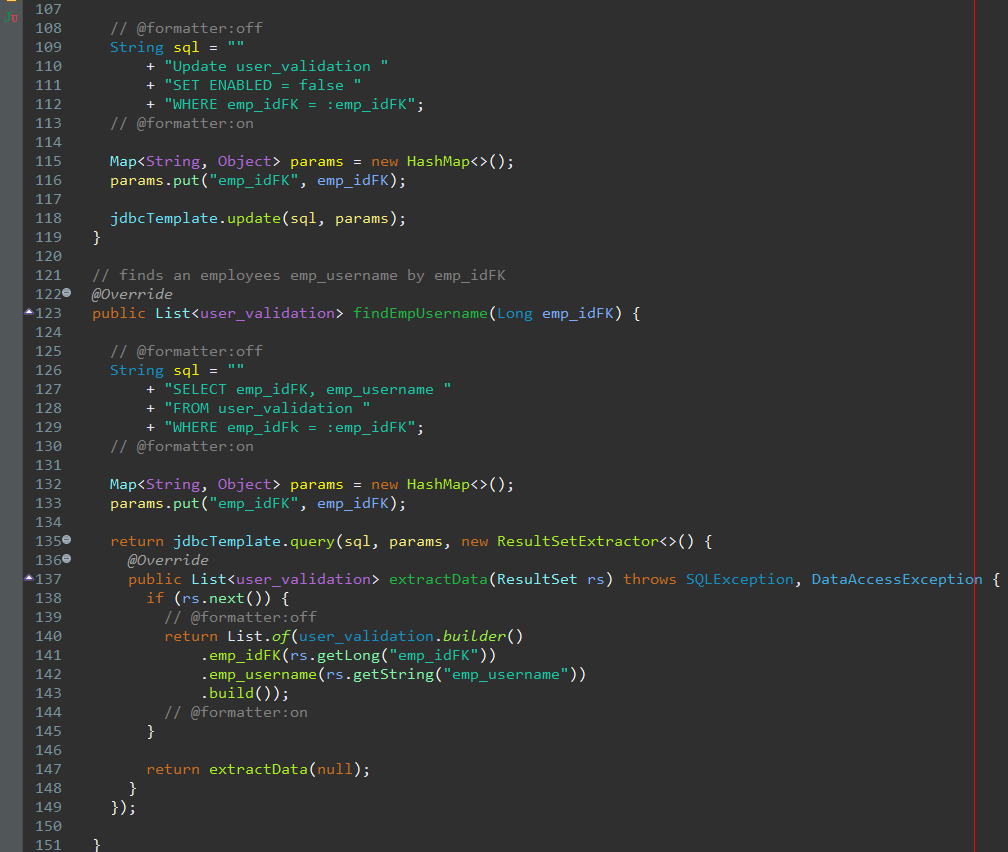 107
108 // @formatter:off
109 String sql = ""
110 + "Update user_validation "
111 + "SET ENABLED = false "
112 + "WHERE emp_idFK = :emp_idFK";
113 // @formatter:on
114
115 Map<String, Object> params = new HashMap<>();
116 params.put("emp_idFK", emp_idFK);
117
118 jdbcTemplate.update(sql, params);
119 }
120
121 // finds an employees emp_username by emp_idFK
122 @Override
123 public List<user_validation> findEmpUsername(Long emp_idFK) {
124
125 // @formatter:off
126 String sql = ""
127 + "SELECT emp_idFK, emp_username "
128 + "FROM user_validation "
129 + "WHERE emp_idFk = :emp_idFK";
130 // @formatter:on
131
132 Map<String, Object> params = new HashMap<>();
133 params.put("emp_idFK", emp_idFK);
134
135 return jdbcTemplate.query(sql, params, new ResultSetExtractor<>() {
136 @Override
137 public List<user_validation> extractData(ResultSet rs) throws SQLException, DataAccessException {
138 if (rs.next()) {
139 // @formatter:off
140 return List.of(user_validation.builder()
141 .emp_idFK(rs.getLong("emp_idFK"))
142 .emp_username(rs.getString("emp_username"))
143 .build());
144 // @formatter:on
145 }
146
147 return extractData(null);
148 }
149 });
150
151 }